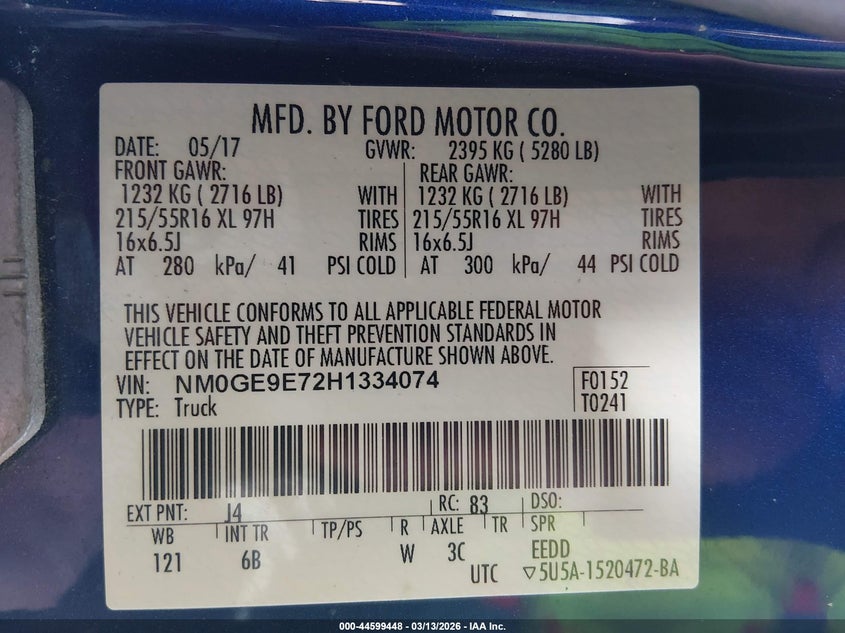 MFD. BY FORD MOTOR CO.
DATE: 05/17 GVWR: 2395 KG ( 5280 LB)
FRONT GAWR: REAR GAWR:
1232 KG ( 2716 LB) WITH 1232 KG ( 2716 LB) WITH
215/55R16 XL 97H TIRES 215/55R16 XL 97H TIRES
16x6.5J RIMS 16x6.5J RIMS
AT 280 kPa/ 41 PSI COLD AT 300 kPa/ 44 PSI COLD
THIS VEHICLE CONFORMS TO ALL APPLICABLE FEDERAL MOTOR
VEHICLE SAFETY AND THEFT PREVENTION STANDARDS IN
EFFECT ON THE DATE OF MANUFACTURE SHOWN ABOVE.
VIN: NM0GE9E72H1334074 F0152
TYPE: Truck T0241
EXT PNT: J4 RC: 83 DSO:
WB INT TR TP/PS R AXLE TR SPR
121 6B W 3C EEDD
UTC ▽5U5A-1520472-BA
000-44599448 - 03/13/2026 - IAA Inc.